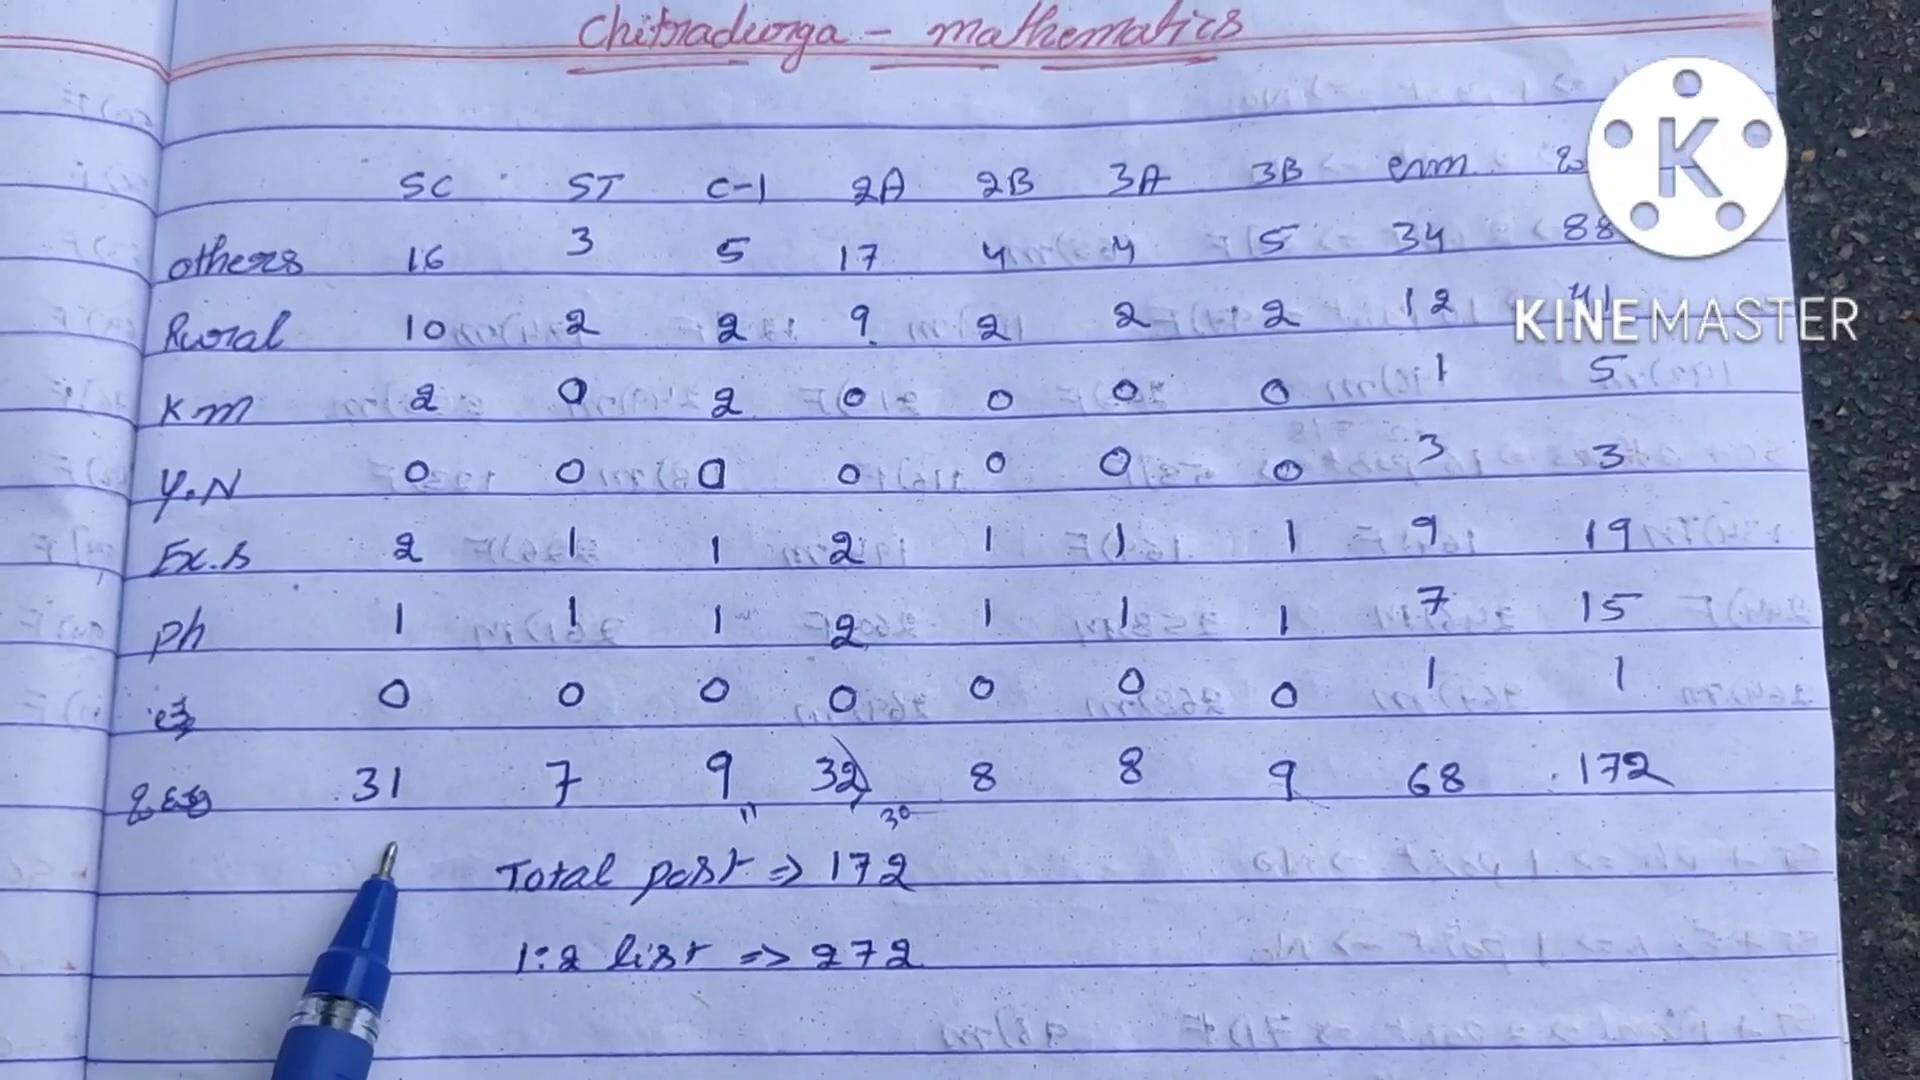 Chitradurga - mathematics
SC ST C-1 2A 2B 3A 3B enm
others 16 3 5 17 4 4 5 34 88
Rural 10 2 2 9 2 2 2 12 41
K m 2 0 2 0 0 0 0 1 5
Y.N 0 0 0 0 0 0 0 3 3
Ex.s 2 1 1 2 1 1 1 9 19
ph 1 1 1 2 1 1 1 7 15
0 0 0 0 0 0 0 1 1
31 7 9 32 8 8 9 68 172
11 30
Total post => 172
1:2 list => 272
K
KINEMASTER